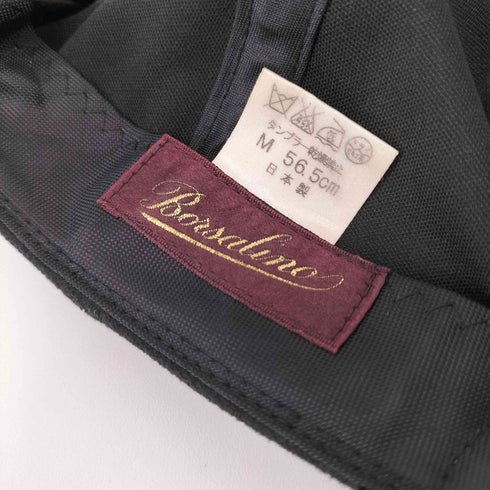 タンブラー乾燥禁止
M 56.5cm
日本製
Borsalino